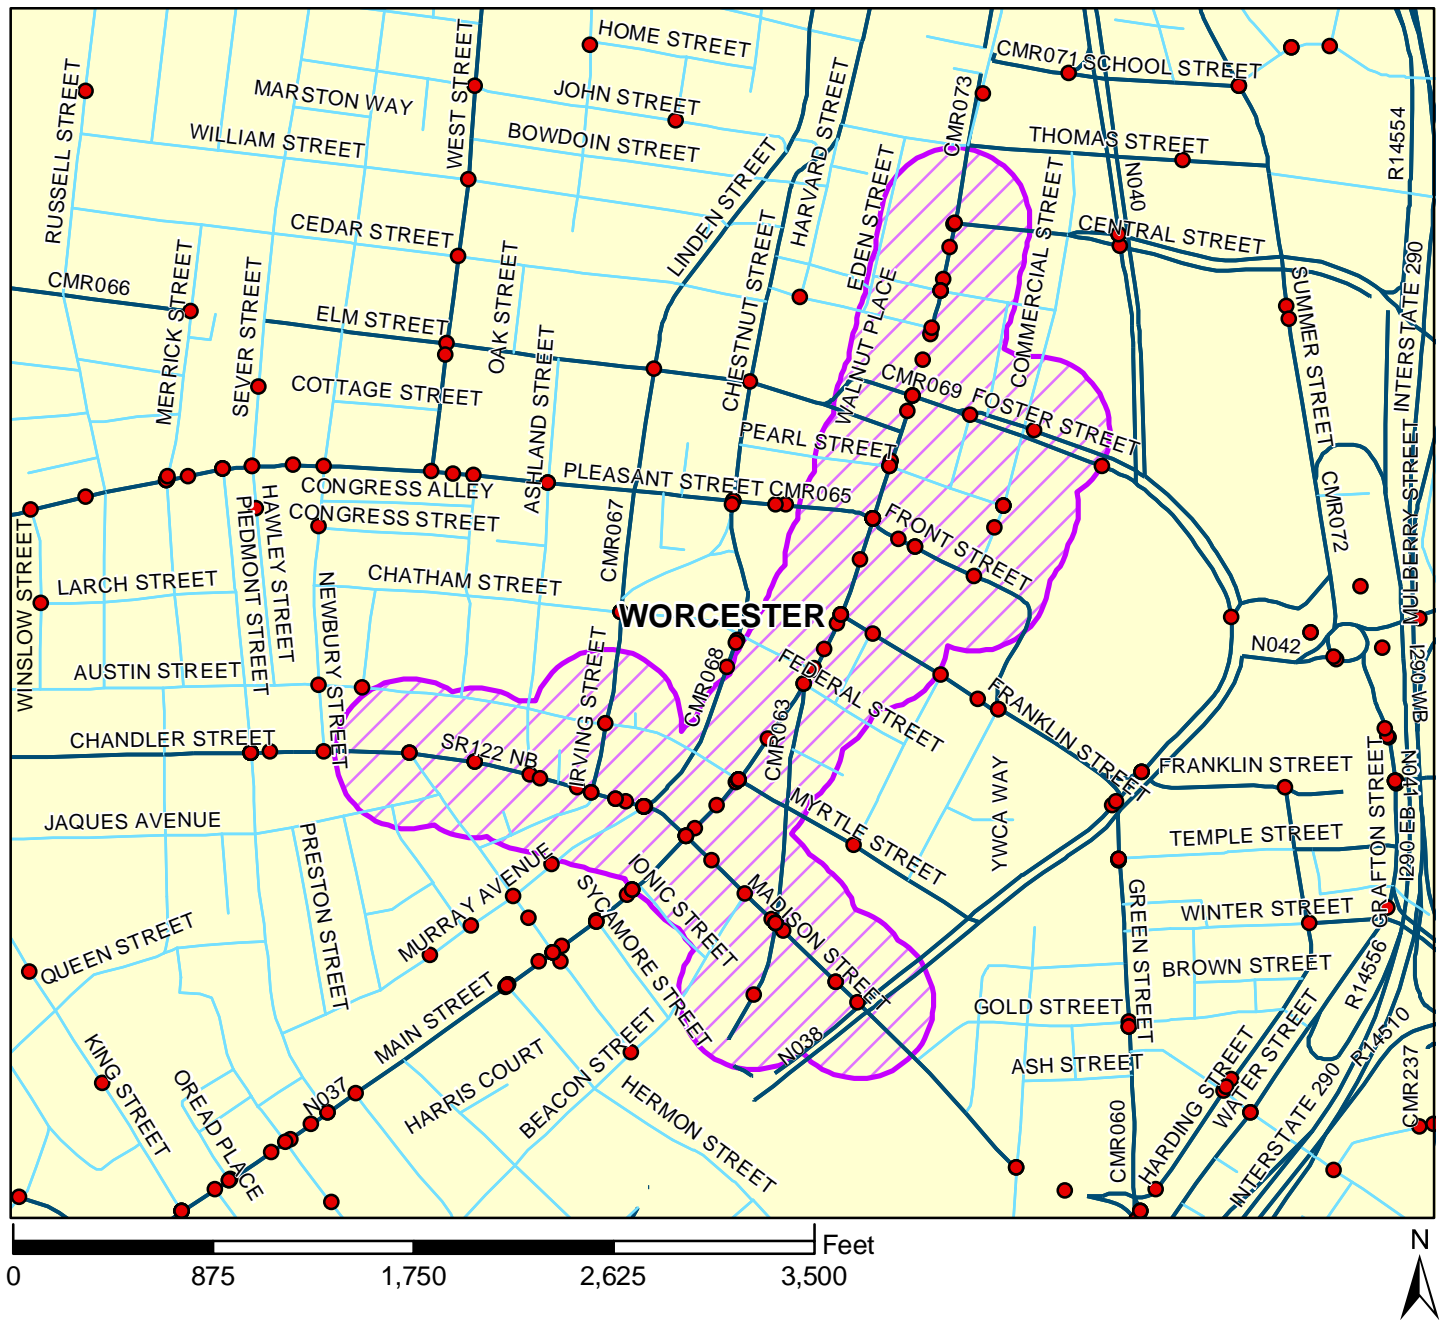 HOME STREET
CMR071
SCHOOL STREET
RUSSELL STREET
MARSTON WAY
WEST STREET
JOHN STREET
HARVARD STREET
CMR073
R14554
WILLIAM STREET
BOWDOIN STREET
THOMAS STREET
LINDEN STREET
EDEN STREET
COMMERCIAL STREET
N040
CEDAR STREET
CENTRAL STREET
CMR066
MERRICK STREET
SEVER STREET
OAK STREET
CHESTNUT STREET
WALNUT PLACE
SUMMER STREET
INTERSTATE 290
ELM STREET
ASHLAND STREET
COTTAGE STREET
CMR069
FOSTER STREET
PEARL STREET
MULBERRY STREET
CONGRESS ALLEY
PLEASANT STREET
CMR065
CMR072
CONGRESS STREET
FRONT STREET
WINSLOW STREET
PIEDMONT STREET
HAWLEY STREET
NEWBURY STREET
CMR067
LARCH STREET
CHATHAM STREET
WORCESTER
N042
AUSTIN STREET
IRVING STREET
CMR068
FEDERAL STREET
CMR063
I290-WB
CHANDLER STREET
SR122 NB
FRANKLIN STREET
FRANKLIN STREET
N041
CRAFTON STREET
JAQUES AVENUE
MYRTLE STREET
YWCA WAY
TEMPLE STREET
I290-EB
PRESTON STREET
MURRAY AVENUE
IONIC STREET
MADISON STREET
GREEN STREET
WINTER STREET
QUEEN STREET
SYCAMORE STREET
BROWN STREET
R14556
MAIN STREET
GOLD STREET
KING STREET
OREAD PLACE
N037
HARRIS COURT
BEACON STREET
HERMON STREET
N038
ASH STREET
CMR060
HARDING STREET
WATER STREET
INTERSTATE 290
R14510
CMR237
Feet
N
0 875 1,750 2,625 3,500